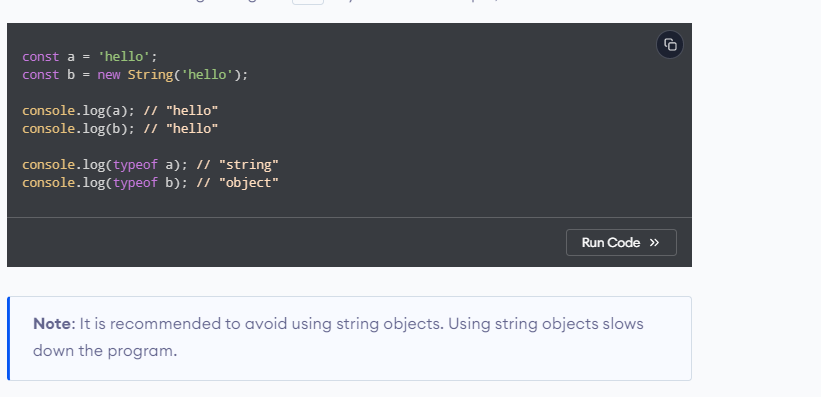 const a = 'hello';
const b = new String('hello');
console.log(a); // "hello"
console.log(b); // "hello"
console.log(typeof a); // "string"
console.log(typeof b); // "object"
Run Code »
Note: It is recommended to avoid using string objects. Using string objects slows
down the program.